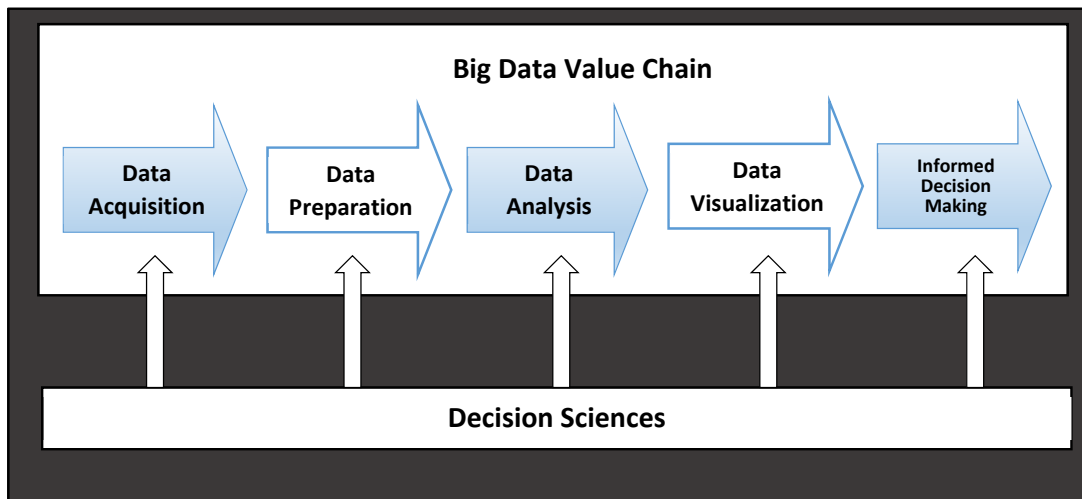 Big Data Value Chain
Data
Acquisition
Data
Preparation
Data
Analysis
Data
Visualization
Informed
Decision
Making
Decision Sciences